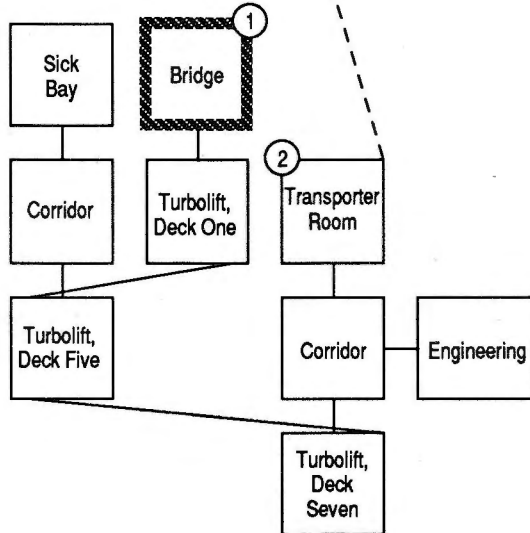 1
Sick
Bay
Bridge
2
Corridor
Turbolift,
Deck One
Transporter
Room
Turbolift,
Deck Five
Corridor
Engineering
Turbolift,
Deck
Seven